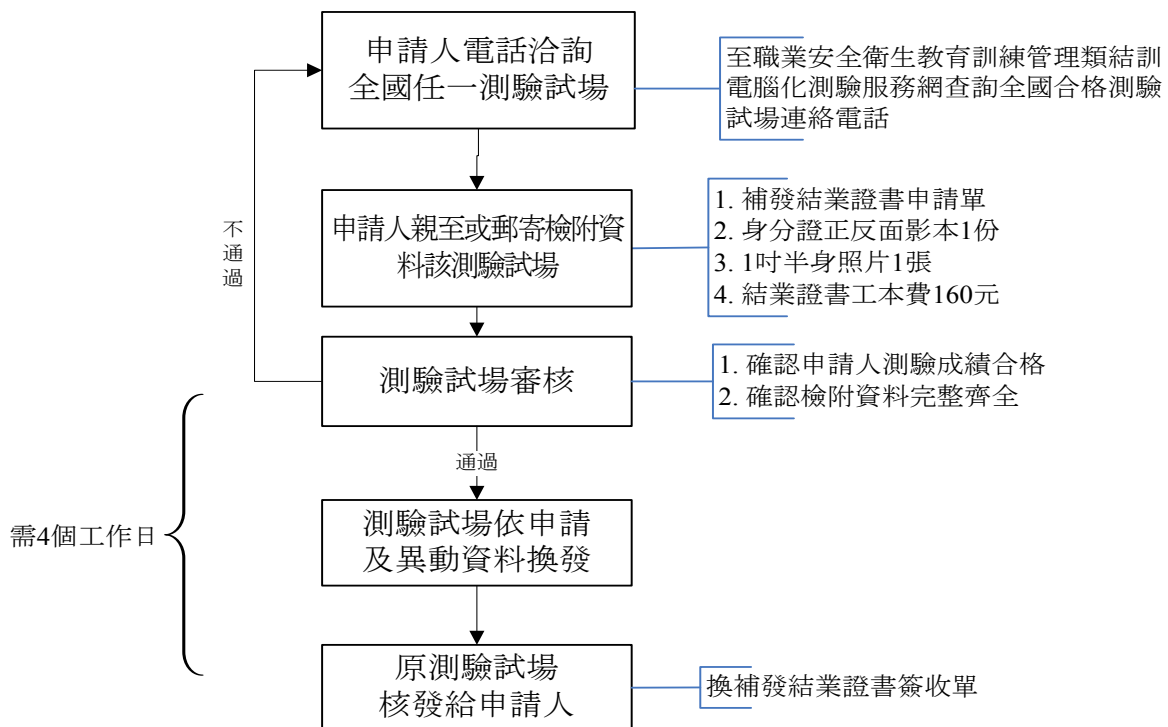 申請人電話洽詢
全國任一測驗試場
至職業安全衛生教育訓練管理類結訓
電腦化測驗服務網查詢全國合格測驗
試場連絡電話
不通過
申請人親至或郵寄檢附資
料該測驗試場
1. 補發結業證書申請單
2. 身分證正反面影本1份
3. 1吋半身照片1張
4. 結業證書工本費160元
測驗試場審核
1. 確認申請人測驗成績合格
2. 確認檢附資料完整齊全
通過
需4個工作日
測驗試場依申請
及異動資料換發
原測驗試場
核發給申請人
換補發結業證書簽收單